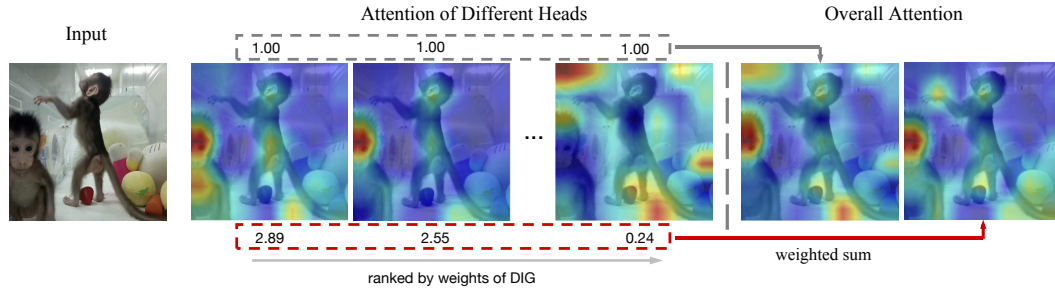 Input
Attention of Different Heads
Overall Attention
1.00 1.00 1.00
...
2.89 2.55 0.24
weighted sum
ranked by weights of DIG